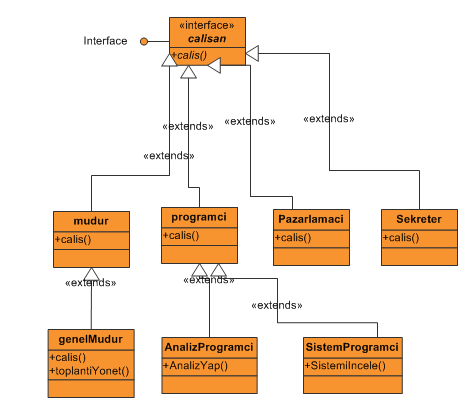 «interface»
Interface
calisan
+calis()
«extends»
«extends»
«extends»
«extends»
mudur
+calis()
programci
+calis()
Pazarlamaci
+calis()
Sekreter
+calis()
«extends»
«extends»
«extends»
genelMudur
+calis()
+toplantiYonet()
AnalizProgramci
+AnalizYap()
SistemProgramci
+SistemiIncele()